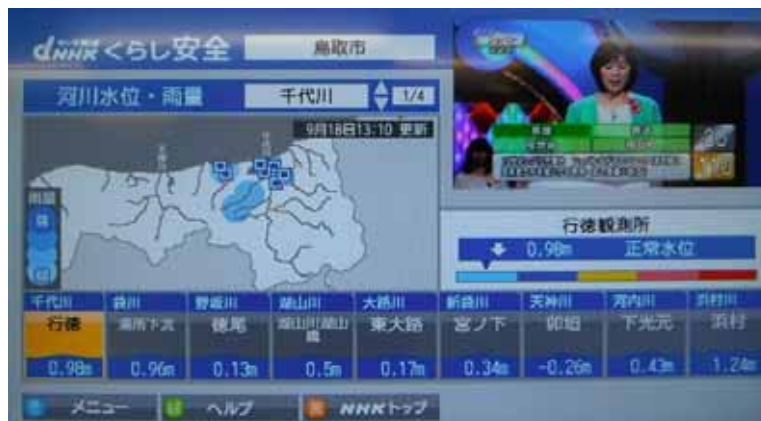 dNHK くらし安全 鳥取市
河川水位・雨量 千代川 1/4
9月18日13:10 更新
雨量
行徳観測所
0.98m 正常水位
千代川 袋川 野坂川 湖山川 大路川 新袋川 天神川 河内川 浜村川
行徳 徳尾 東大路 宮ノ下 下光元 浜村
0.98m 0.96m 0.13m 0.5m 0.17m 0.34m -0.26m 0.43m 1.24m
青 メニュー 緑 ヘルプ NHKトップ